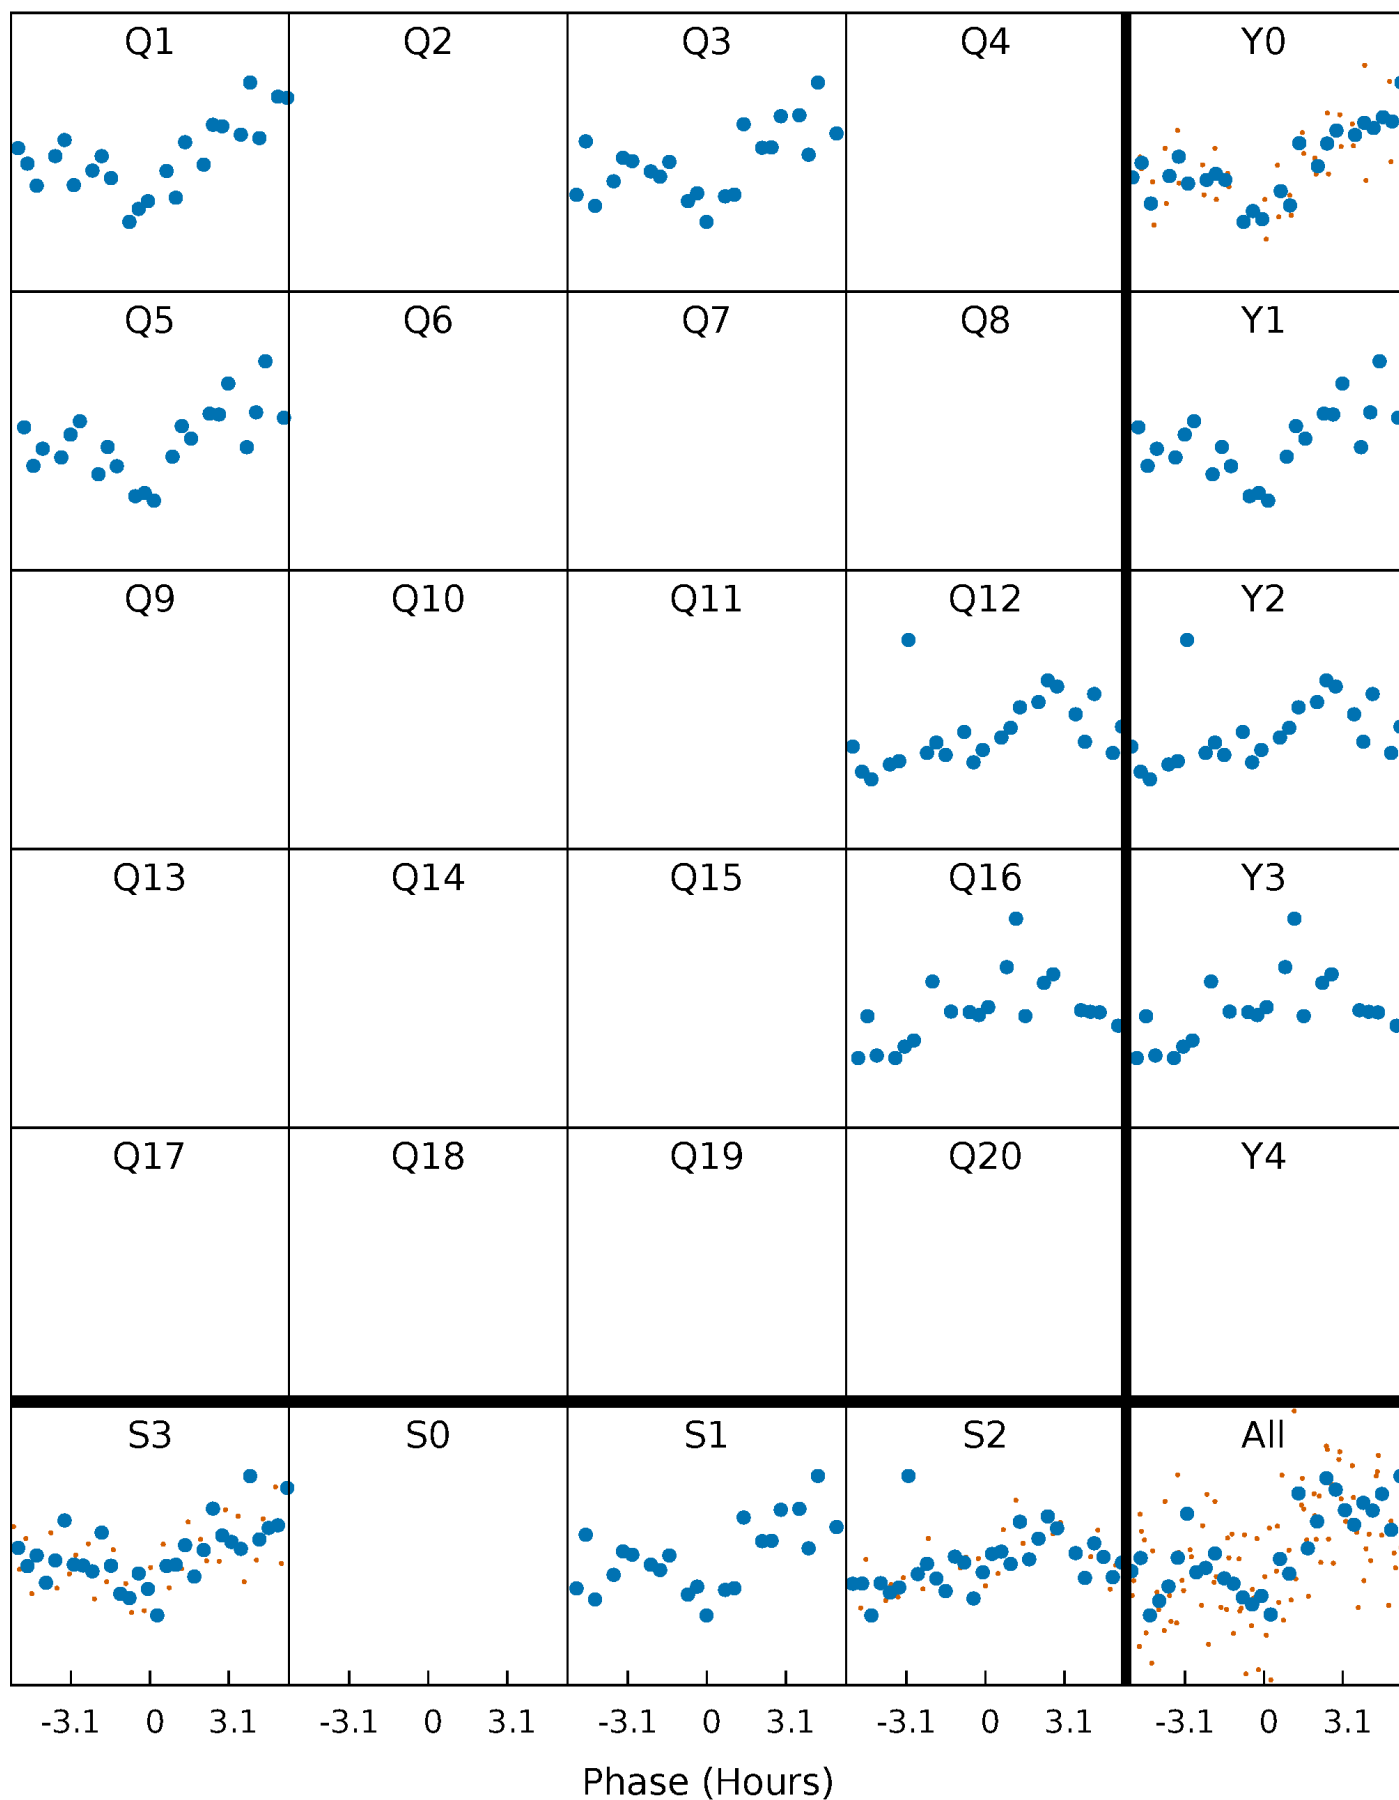 Q1 Q2 Q3 Q4 Y0
Q5 Q6 Q7 Q8 Y1
Q9 Q10 Q11 Q12 Y2
Q13 Q14 Q15 Q16 Y3
Q17 Q18 Q19 Q20 Y4
S3 S0 S1 S2 All
-3.1 0 3.1 -3.1 0 3.1 -3.1 0 3.1 -3.1 0 3.1 -3.1 0 3.1
Phase (Hours)